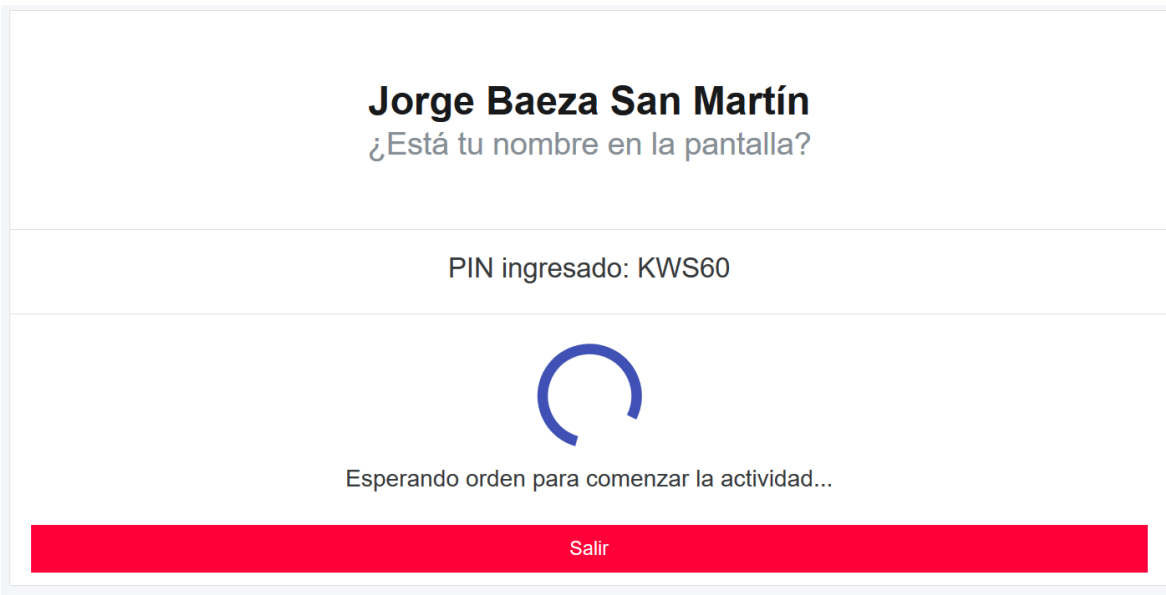 Jorge Baeza San Martín
¿Está tu nombre en la pantalla?
PIN ingresado: KWS60
Esperando orden para comenzar la actividad...
Salir